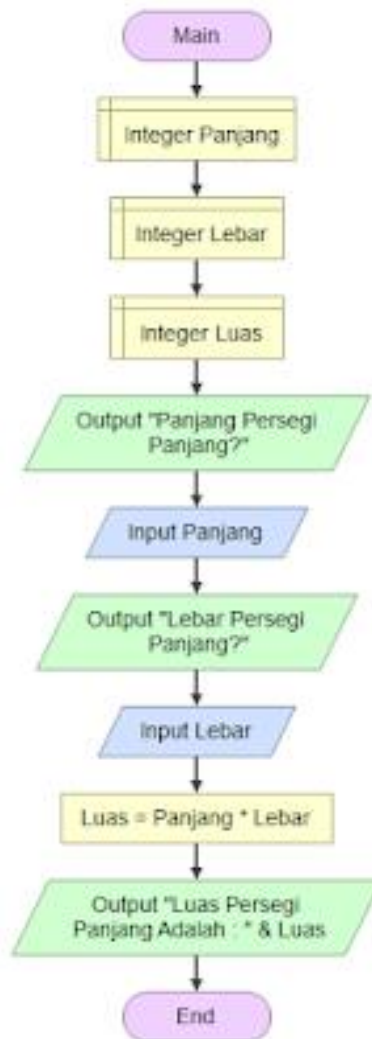 Main
Integer Panjang
Integer Lebar
Integer Luas
Output "Panjang Persegi
Panjang?"
Input Panjang
Output "Lebar Persegi
Panjang?"
Input Lebar
Luas = Panjang * Lebar
Output "Luas Persegi
Panjang Adalah : " & Luas
End